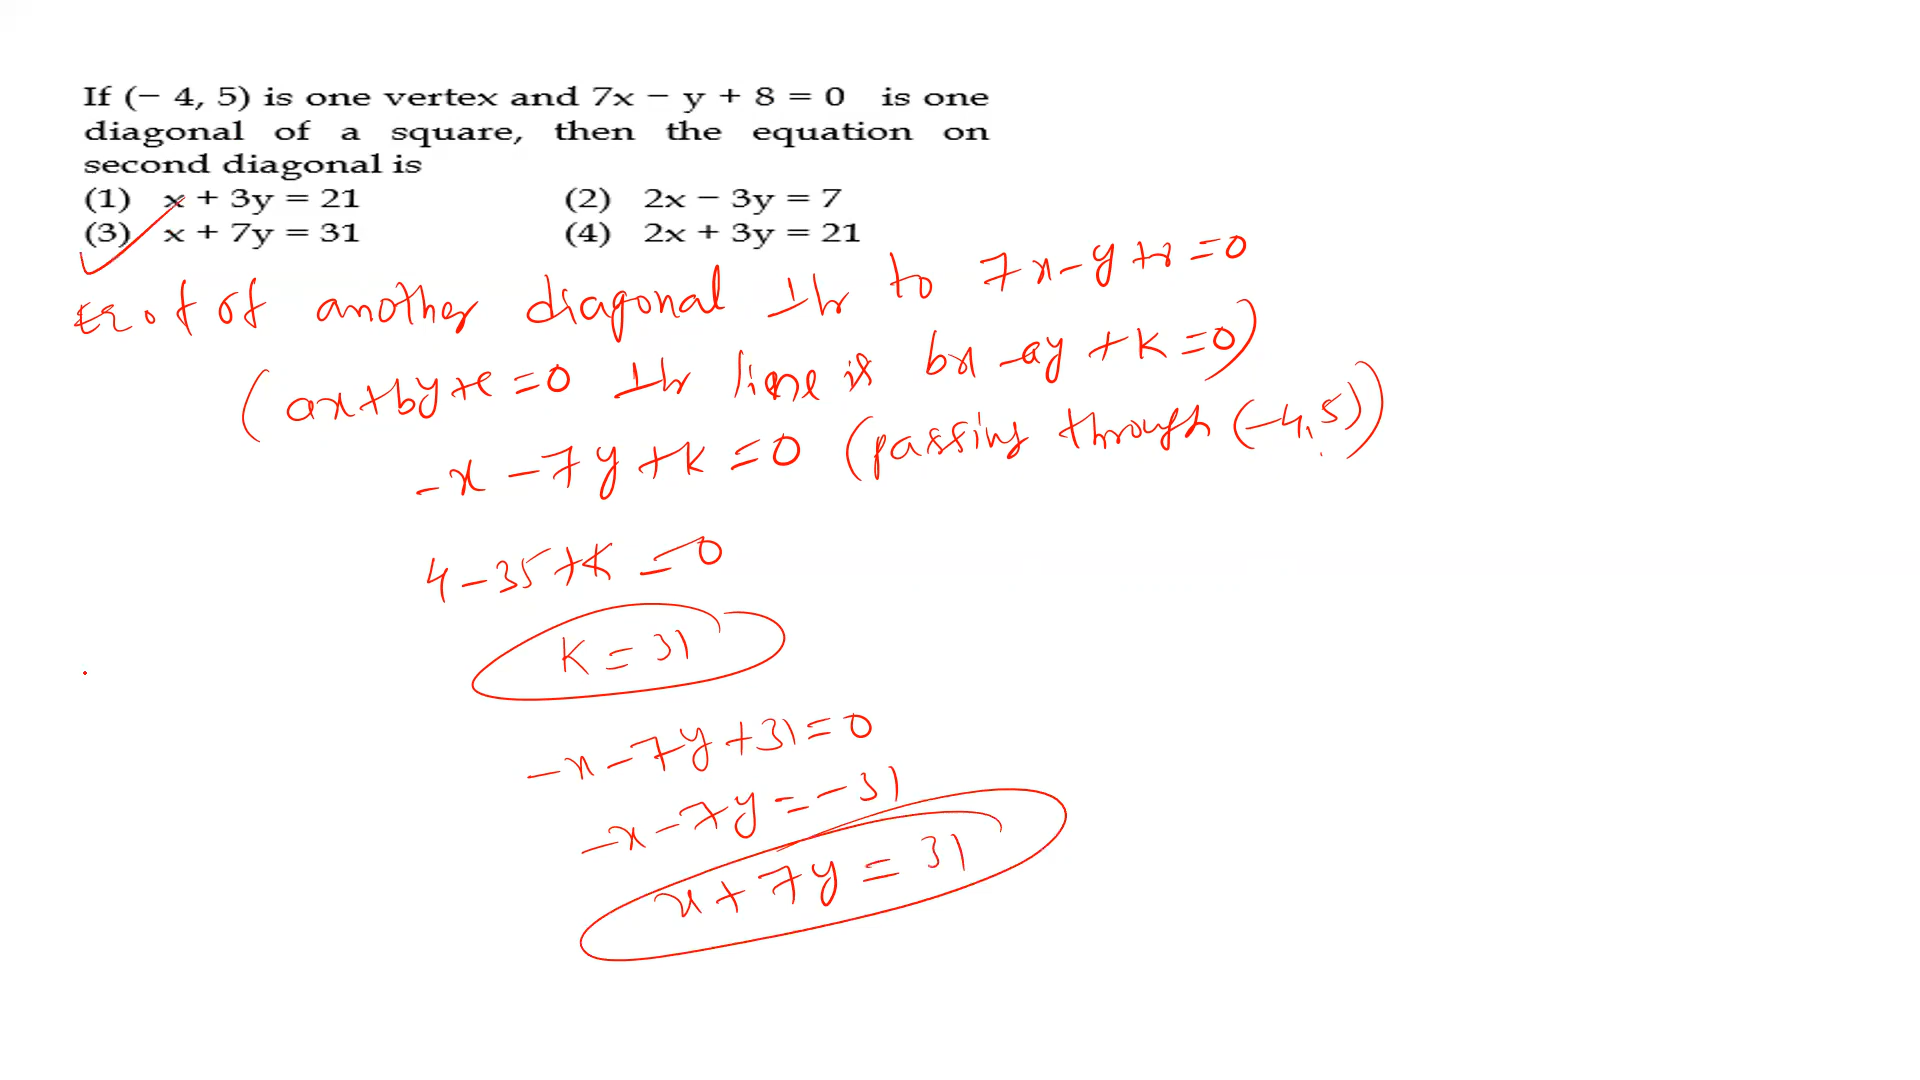 If (− 4, 5) is one vertex and 7x − y + 8 = 0 is one
diagonal of a square, then the equation on
second diagonal is
(1) x + 3y = 21 (2) 2x − 3y = 7
(3) x + 7y = 31 (4) 2x + 3y = 21
of another diagonal ⊥lr to 7x − y + 8 = 0
(ax + by + c = 0 ⊥lr line is bx − ay + k = 0)
−x − 7y + k = 0 (passing through (−4, 5))
4 − 35 + k = 0
k = 31
−x − 7y + 31 = 0
−x − 7y = −31
x + 7y = 31